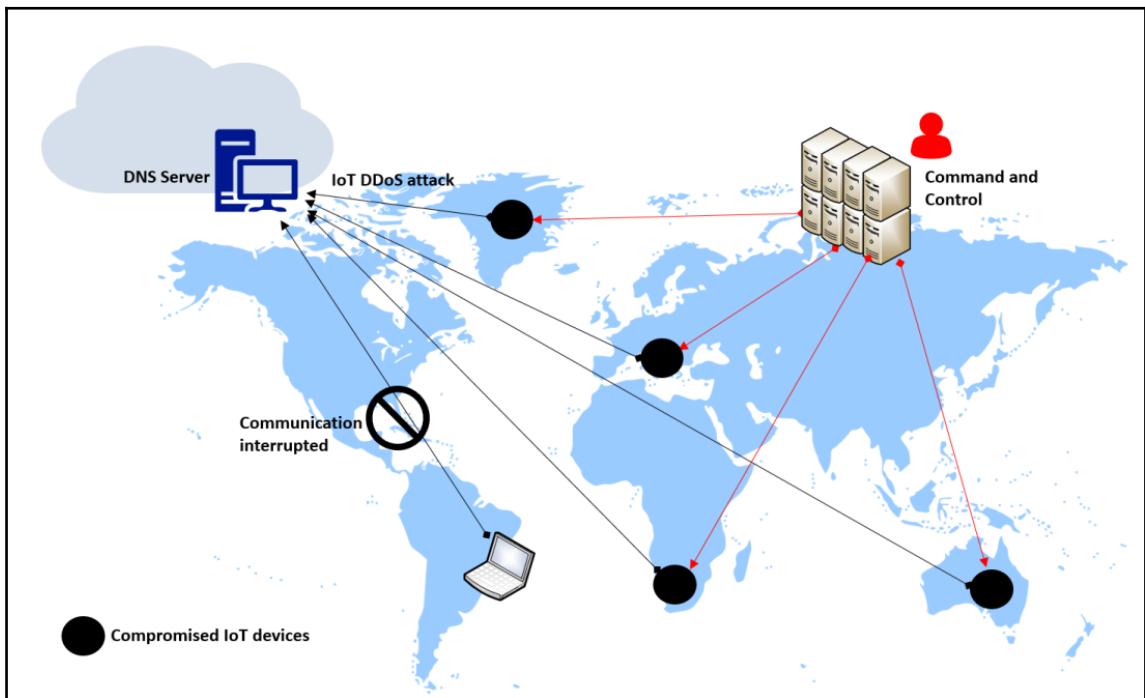 DNS Server
IoT DDoS attack
Command and
Control
Communication
interrupted
Compromised IoT devices